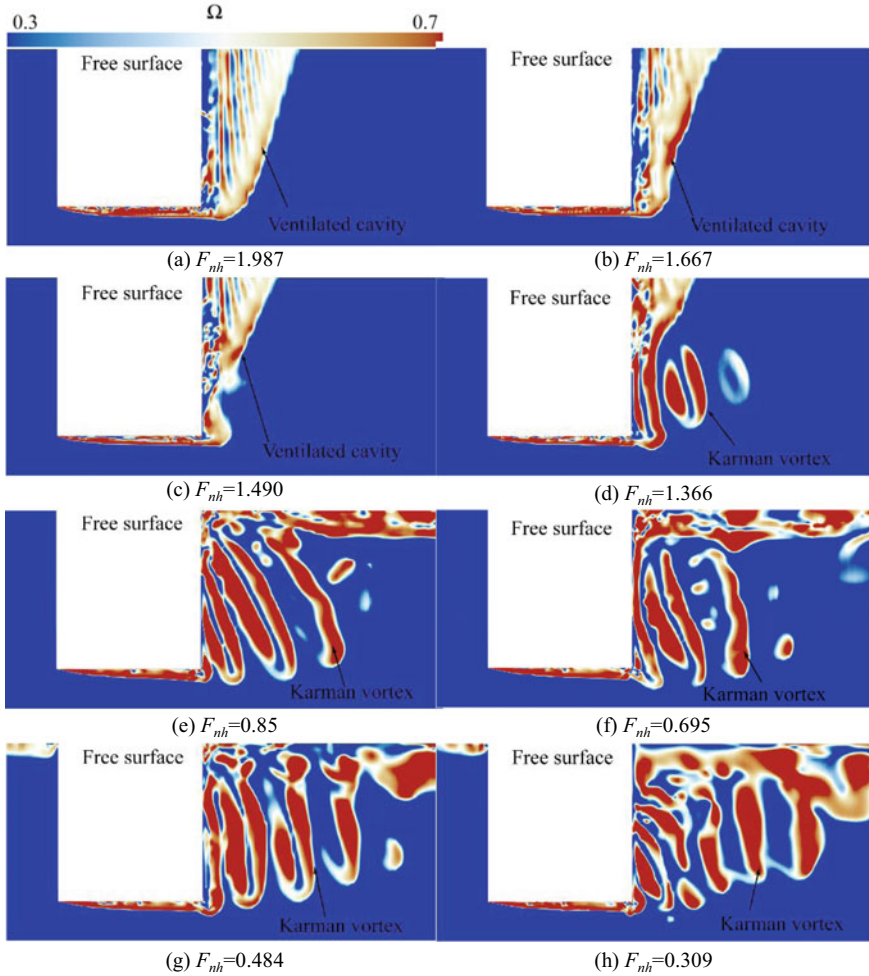 Ω
0.3 0.7
Free surface Free surface
Ventilated cavity Ventilated cavity
(a) Fnh=1.987 (b) Fnh=1.667
Free surface Free surface
Ventilated cavity Karman vortex
(c) Fnh=1.490 (d) Fnh=1.366
Free surface Free surface
Karman vortex Karman vortex
(e) Fnh=0.85 (f) Fnh=0.695
Free surface Free surface
Karman vortex Karman vortex
(g) Fnh=0.484 (h) Fnh=0.309